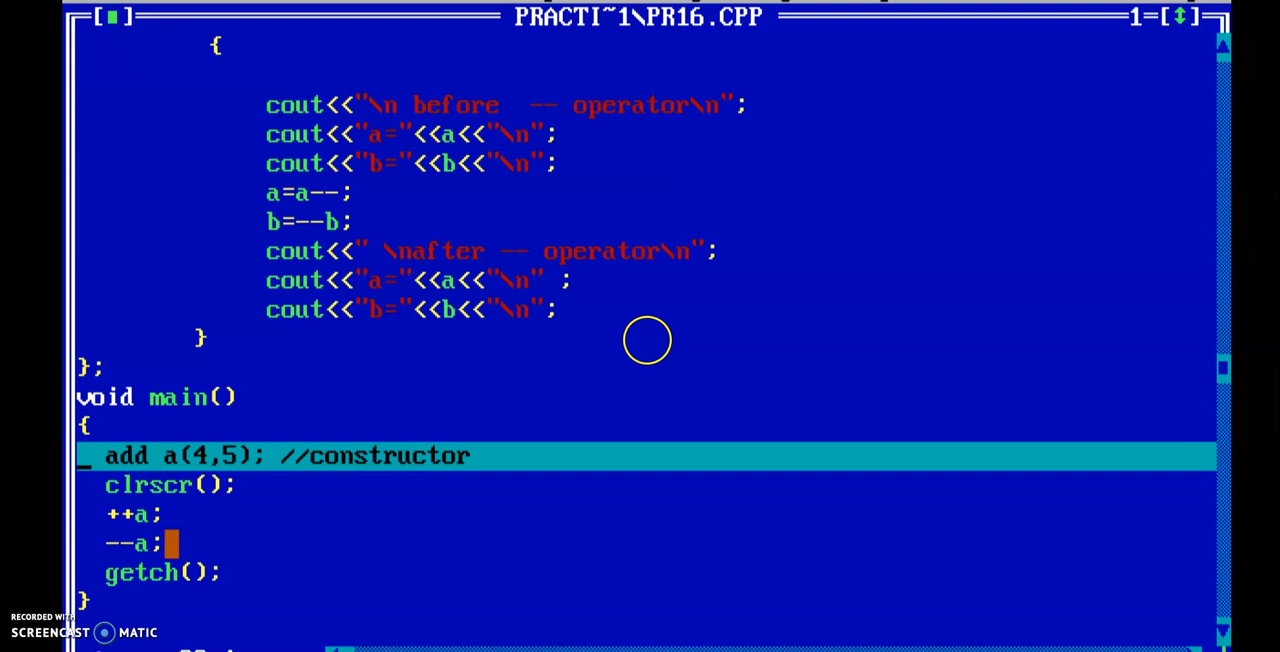 [■] PRACTI~1\PR16.CPP 1=[↕]
{
cout<<"\n before  -- operator\n";
cout<<"a="<<a<<"\n";
cout<<"b="<<b<<"\n";
a=a--;
b=--b;
cout<<" \nafter -- operator\n";
cout<<"a="<<a<<"\n" ;
cout<<"b="<<b<<"\n";
}
};
void main()
{
_ add a(4,5); //constructor
clrscr();
++a;
--a;
getch();
}
RECORDED WITH
SCREENCAST MATIC